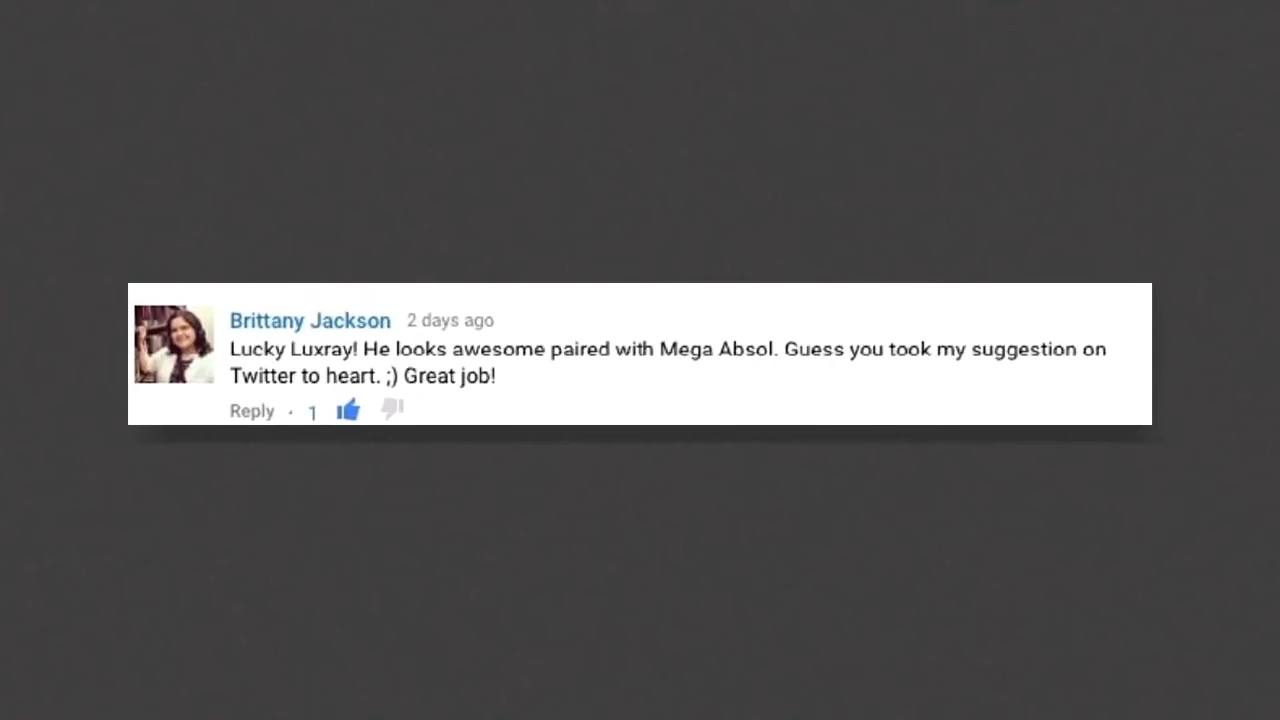 Brittany Jackson 2 days ago
Lucky Luxray! He looks awesome paired with Mega Absol. Guess you took my suggestion on
Twitter to heart. ;) Great job!
Reply · 1